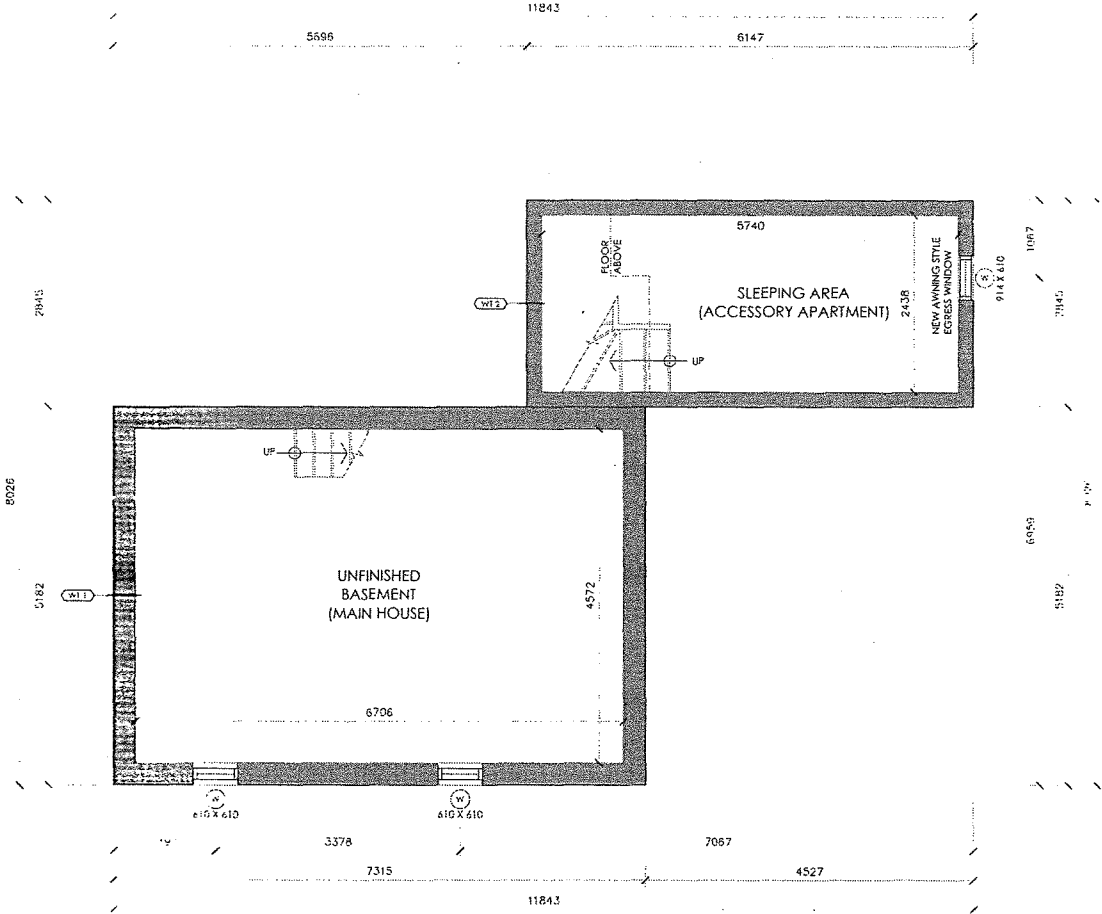 11843
5696
6147
1067
5740
FLOOR
ABOVE
NEW AWNING STYLE
EGRESS WINDOW
W
914 X 610
2845
SLEEPING AREA
(ACCESSORY APARTMENT)
2438
WT2
UP
UP
8026
6959
UNFINISHED
BASEMENT
(MAIN HOUSE)
4572
5182
WT1
5182
6706
W
610 X 610
W
610 X 610
3378
7067
7315
4527
11843